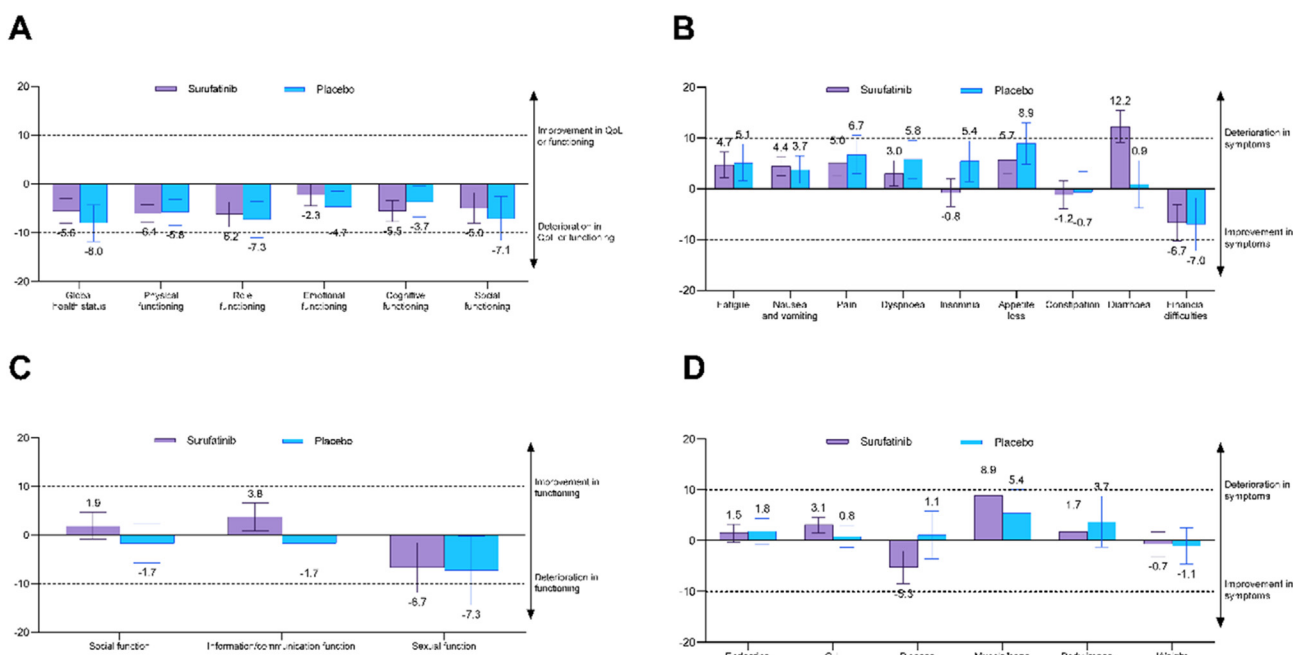 A
20
Surufatinib
Placebo
10
Improvement in QoL
or functioning
0
-5.6
-8.0
-6.1
-5.8
6.2
-7.3
-2.3
-4.7
-5.5
-3.7
-5.0
-7.1
-10
Deterioration in
QoL or functioning
-20
Global
health status
Physical
functioning
Role
functioning
Emotional
functioning
Cognitive
functioning
Social
functioning
B
20
Surufatinib
Placebo
10
Deterioration in
symptoms
4.7
5.1
4.4
3.7
5.0
6.7
3.0
5.8
-0.8
5.4
5.7
8.9
-1.2
-0.7
12.2
0.9
-6.7
-7.0
0
-10
Improvement in
symptoms
-20
Fatigue
Nausea
and vomiting
Pain
Dyspnoea
Insomnia
Appetite
loss
Constipation
Diarrhoea
Financial
difficulties
C
20
Surufatinib
Placebo
10
Improvement in
functioning
1.9
-1.7
3.8
-1.7
-6.7
-7.3
0
-10
Deterioration in
functioning
-20
Social function
Information/communication function
Sexual function
D
20
Surufatinib
Placebo
10
Deterioration in
symptoms
1.5
1.8
3.1
0.8
-5.3
1.1
8.9
5.4
1.7
3.7
-0.7
-1.1
0
-10
Improvement in
symptoms
-20